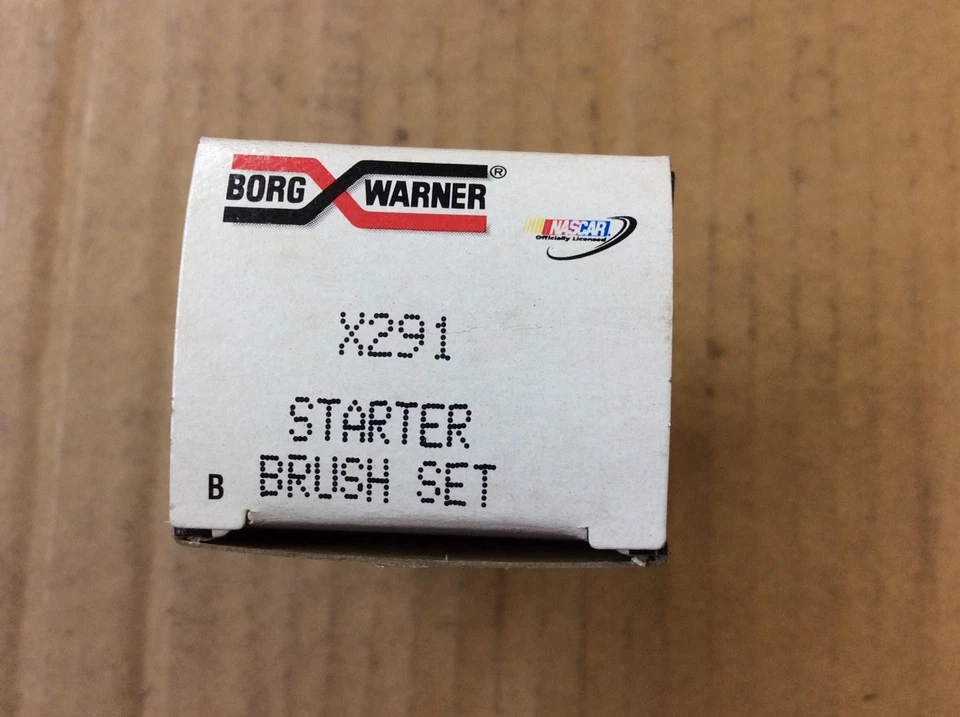 BORG WARNER®
NASCAR
Officially Licensed
X291
STARTER
B BRUSH SET